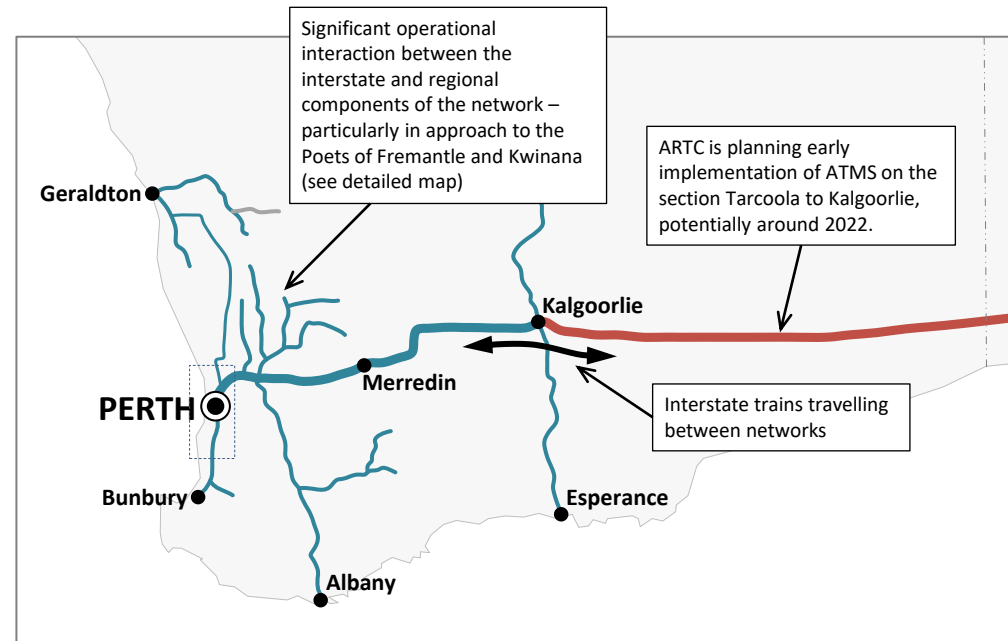 Significant operational
interaction between the
interstate and regional
components of the network –
particularly in approach to the
Poets of Fremantle and Kwinana
(see detailed map)
ARTC is planning early
implementation of ATMS on the
section Tarcoola to Kalgoorlie,
potentially around 2022.
Geraldton
Kalgoorlie
Merredin
PERTH
Interstate trains travelling
between networks
Bunbury
Esperance
Albany